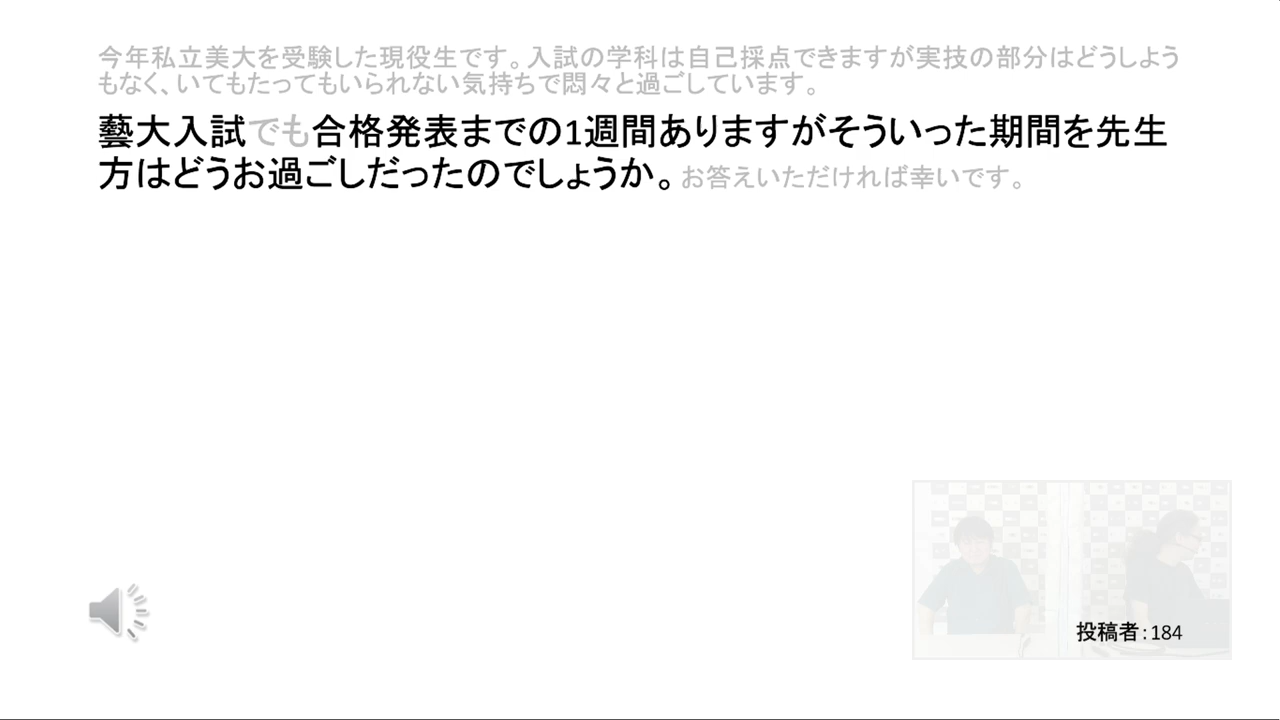 今年私立美大を受験した現役生です。入試の学科は自己採点できますが実技の部分はどうしよう
もなく、いてもたってもいられない気持ちで悶々と過ごしています。
藝大入試でも合格発表までの1週間ありますがそういった期間を先生
方はどうお過ごしだったのでしょうか。お答えいただければ幸いです。
投稿者：184